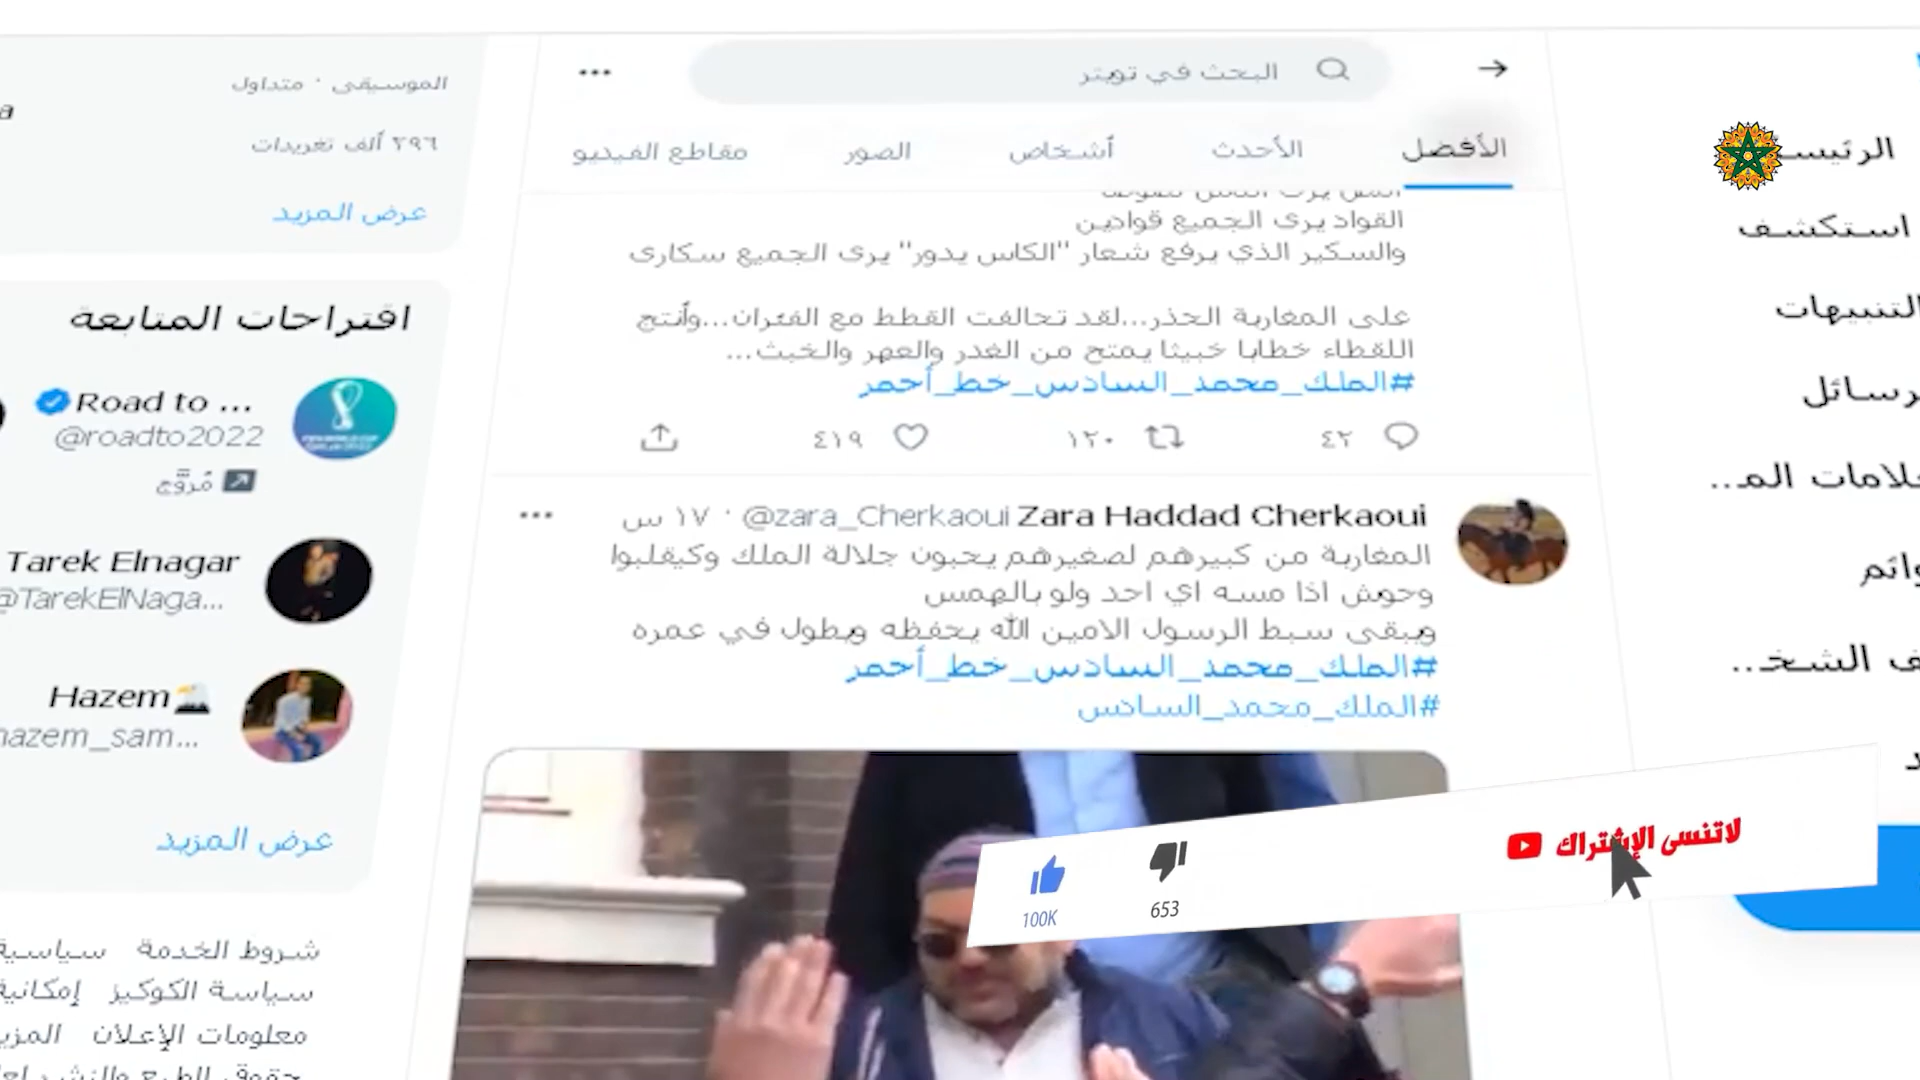 البحث في تويتر
الأفضل
الأحدث
أشخاص
الصور
مقاطع الفيديو
القواد يرى الجميع قوادين
والسكير الذي يرفع شعار "الكاس يدور" يرى الجميع سكارى
على المغاربة الحذر...لقد تحالفت القطط مع الفئران...وأنتج
اللقطاء خطابا خبيثا يمتح من الغدر والعهر والخبث...
#الملك_محمد_السادس_خط_أحمر
٤٢
١٢٠
٤١٩
Zara Haddad Cherkaoui @zara_Cherkaoui · ١٧ س
المغاربة من كبيرهم لصغيرهم يحبون جلالة الملك وكيقلبوا
وحوش اذا مسه اي احد ولو بالهمس
ويبقى سبط الرسول الامين الله يحفظه ويطول في عمره
#الملك_محمد_السادس_خط_أحمر
#الملك_محمد_السادس
استكشف
التنبيهات
الموسيقى · متداول
٢٩٦ ألف تغريدات
عرض المزيد
اقتراحات المتابعة
Road to ...
@roadto2022
مُروَّج
Tarek Elnagar
@TarekElNaga...
Hazem
hazem_sam...
عرض المزيد
شروط الخدمة سياسة
سياسة الكوكيز إمكانية
معلومات الإعلان المزيد
لاتنسى الإشتراك
100K
653